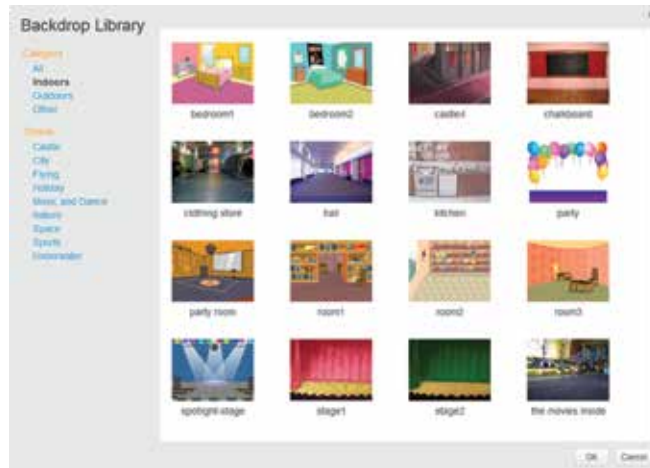 Backdrop Library
Category
All
Indoors
Outdoors
Other
Theme
Castle
City
Flying
Holiday
Music and Dance
Nature
Space
Sports
Underwater
bedroom1
bedroom2
castle4
chalkboard
clothing store
hall
kitchen
party
party room
room1
room2
room3
spotlight-stage
stage1
stage2
the movies inside
OK
Cancel